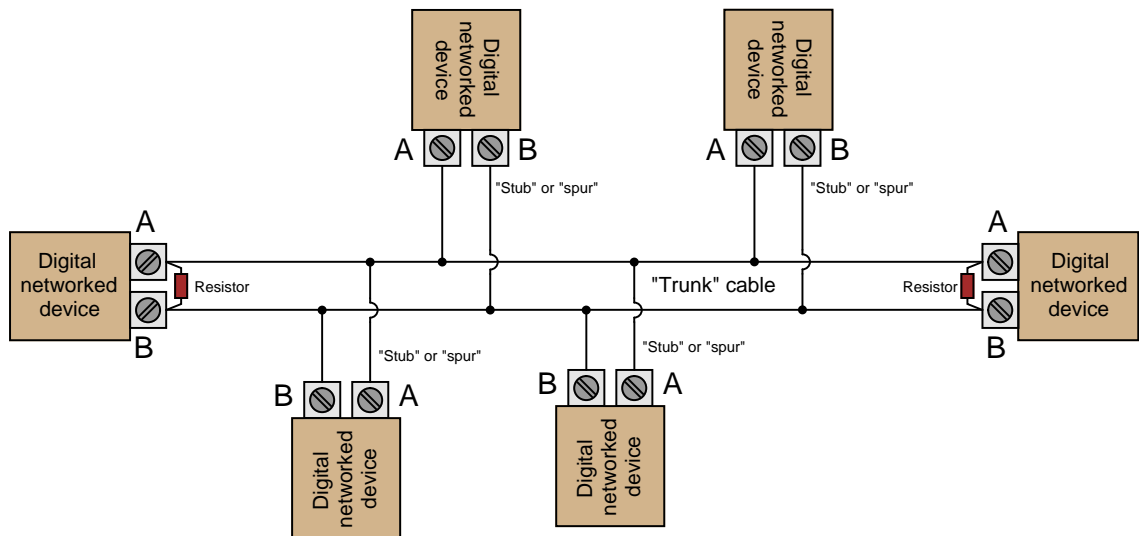 Digital
networked
device
A
B
"Stub" or "spur"
Digital
networked
device
A
B
"Stub" or "spur"
A
Digital
networked
device
B
Resistor
"Trunk" cable
Resistor
A
Digital
networked
device
B
"Stub" or "spur"
B
A
Digital
networked
device
"Stub" or "spur"
B
A
Digital
networked
device